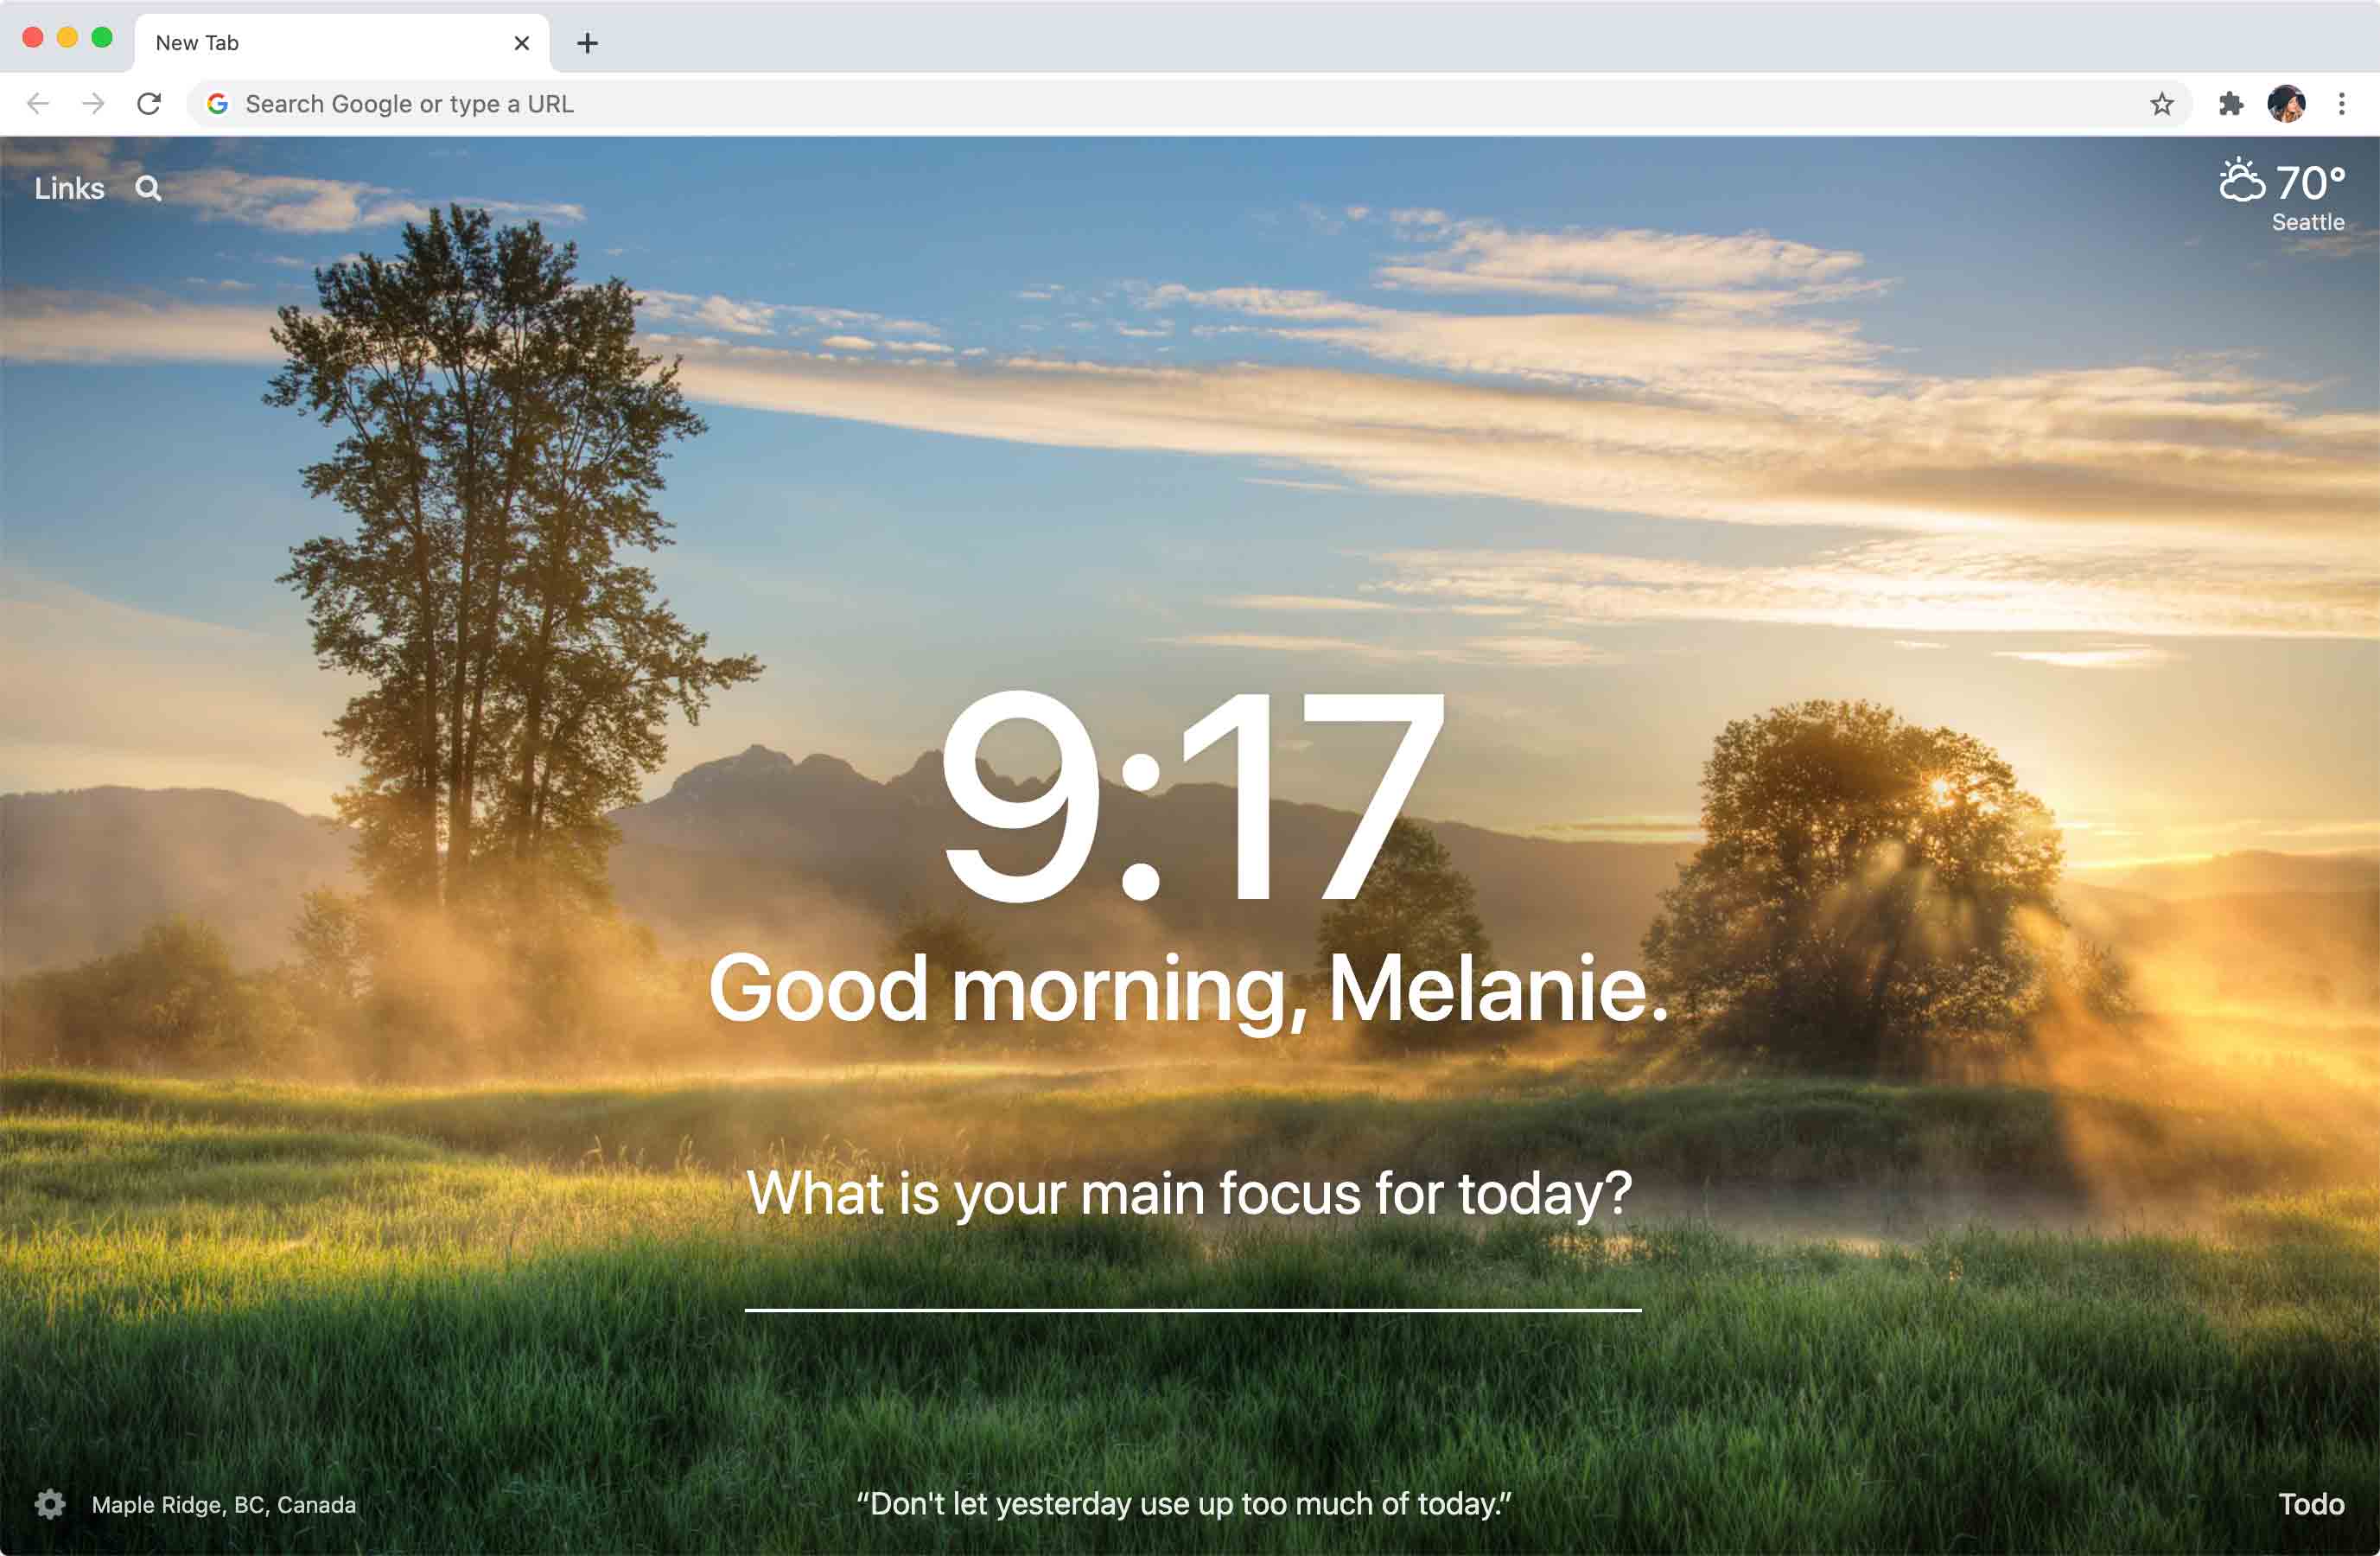 New Tab
Search Google or type a URL
Links
70°
Seattle
9:17
Good morning, Melanie.
What is your main focus for today?
Maple Ridge, BC, Canada
“Don't let yesterday use up too much of today.”
Todo